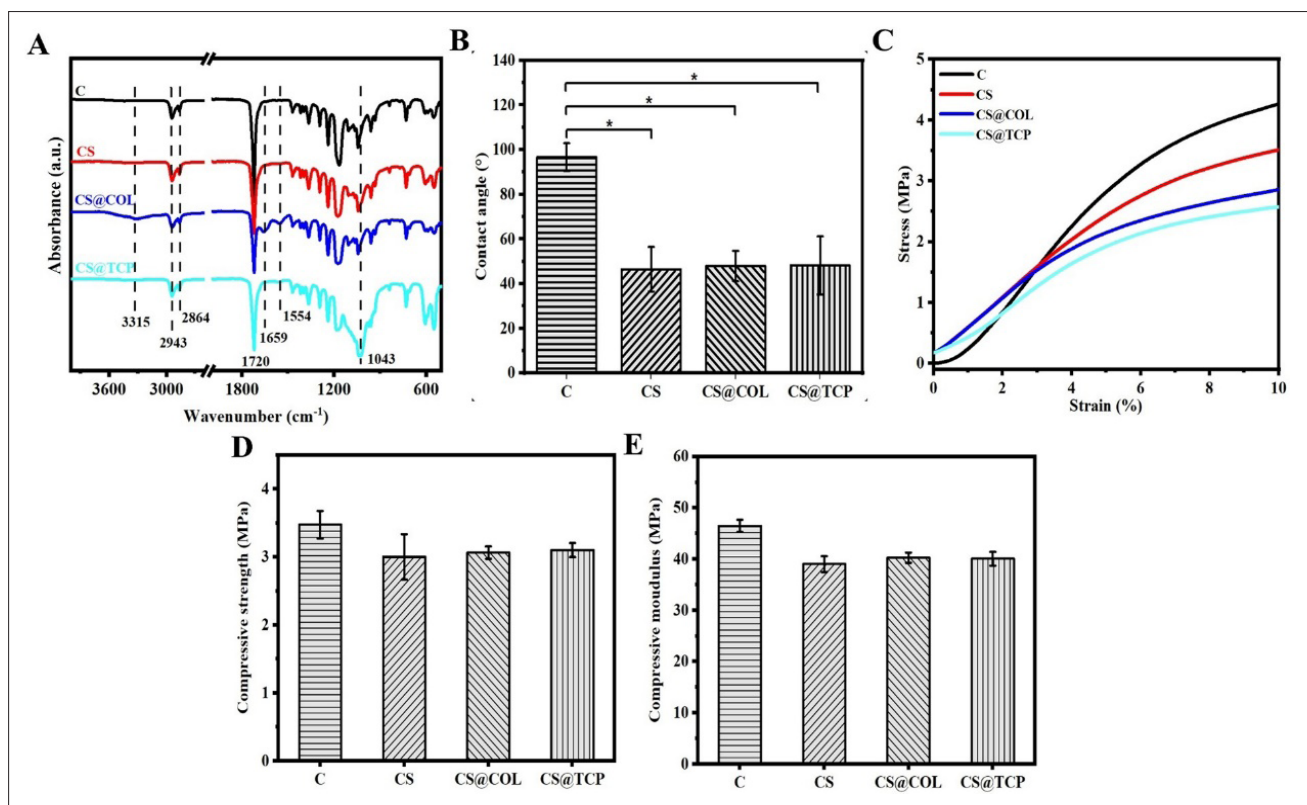 A
Absorbance (a.u.)
C
CS
CS@COL
CS@TCP
3315
2943
2864
1720
1659
1554
1043
3600 3000 1800 1200 600
Wavenumber (cm⁻¹)
B
Contact angle (°)
140
120
100
80
60
40
20
0
*
*
*
C CS CS@COL CS@TCP
C
Stress (MPa)
5
4
3
2
1
0
C
CS
CS@COL
CS@TCP
0 2 4 6 8 10
Strain (%)
D
Compressive strength (MPa)
4
3
2
1
0
C CS CS@COL CS@TCP
E
Compressive moudulus (MPa)
60
50
40
30
20
10
0
C CS CS@COL CS@TCP